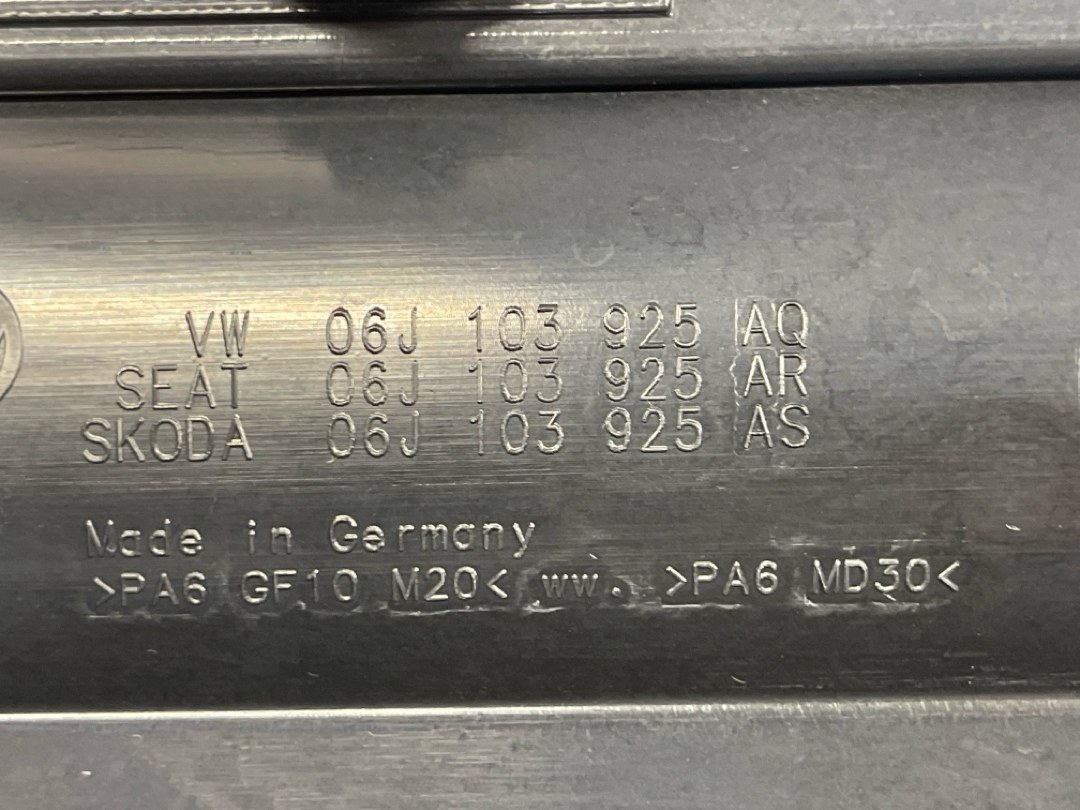 VW 06J 103 925 AQ
SEAT 06J 103 925 AR
SKODA 06J 103 925 AS
Made in Germany
>PA6 GF10 M20< ww. >PA6 MD30<